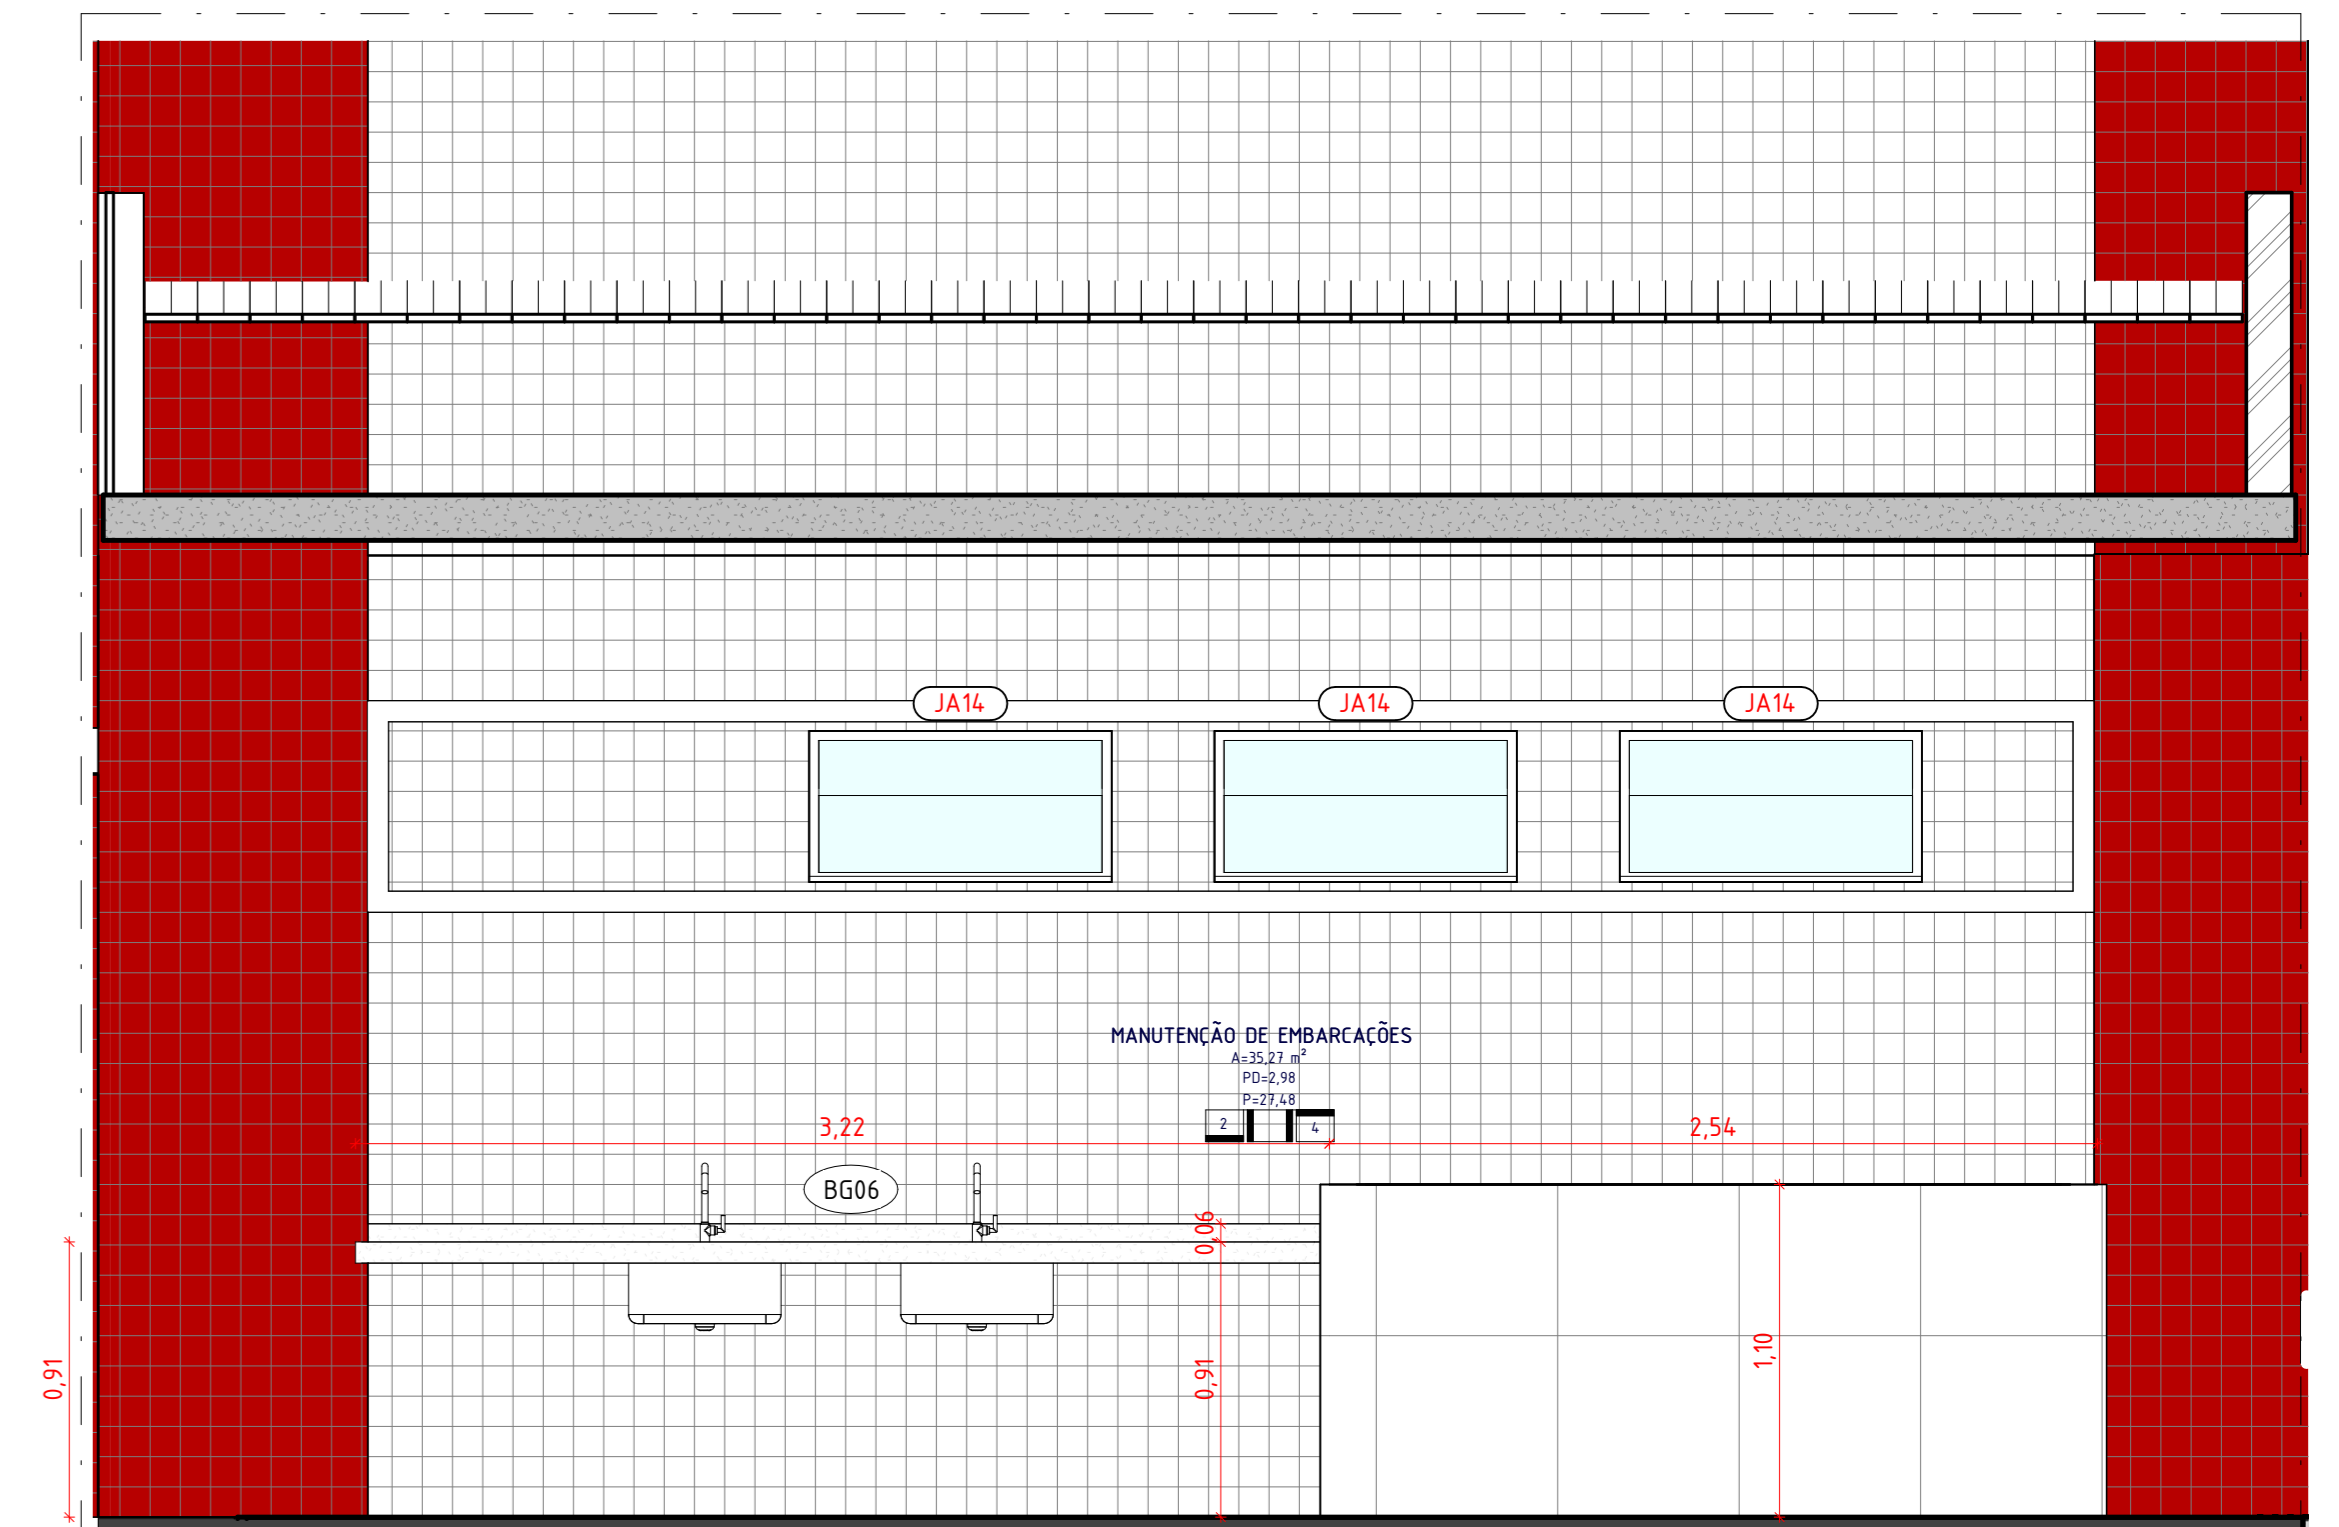 JA14 JA14 JA14
MANUTENÇÃO DE EMBARCAÇÕES
A=35,27 m²
PD=2,98
P=27,48
2 4
3,22 2,54
BG06
0,06
0,91 0,91 1,10